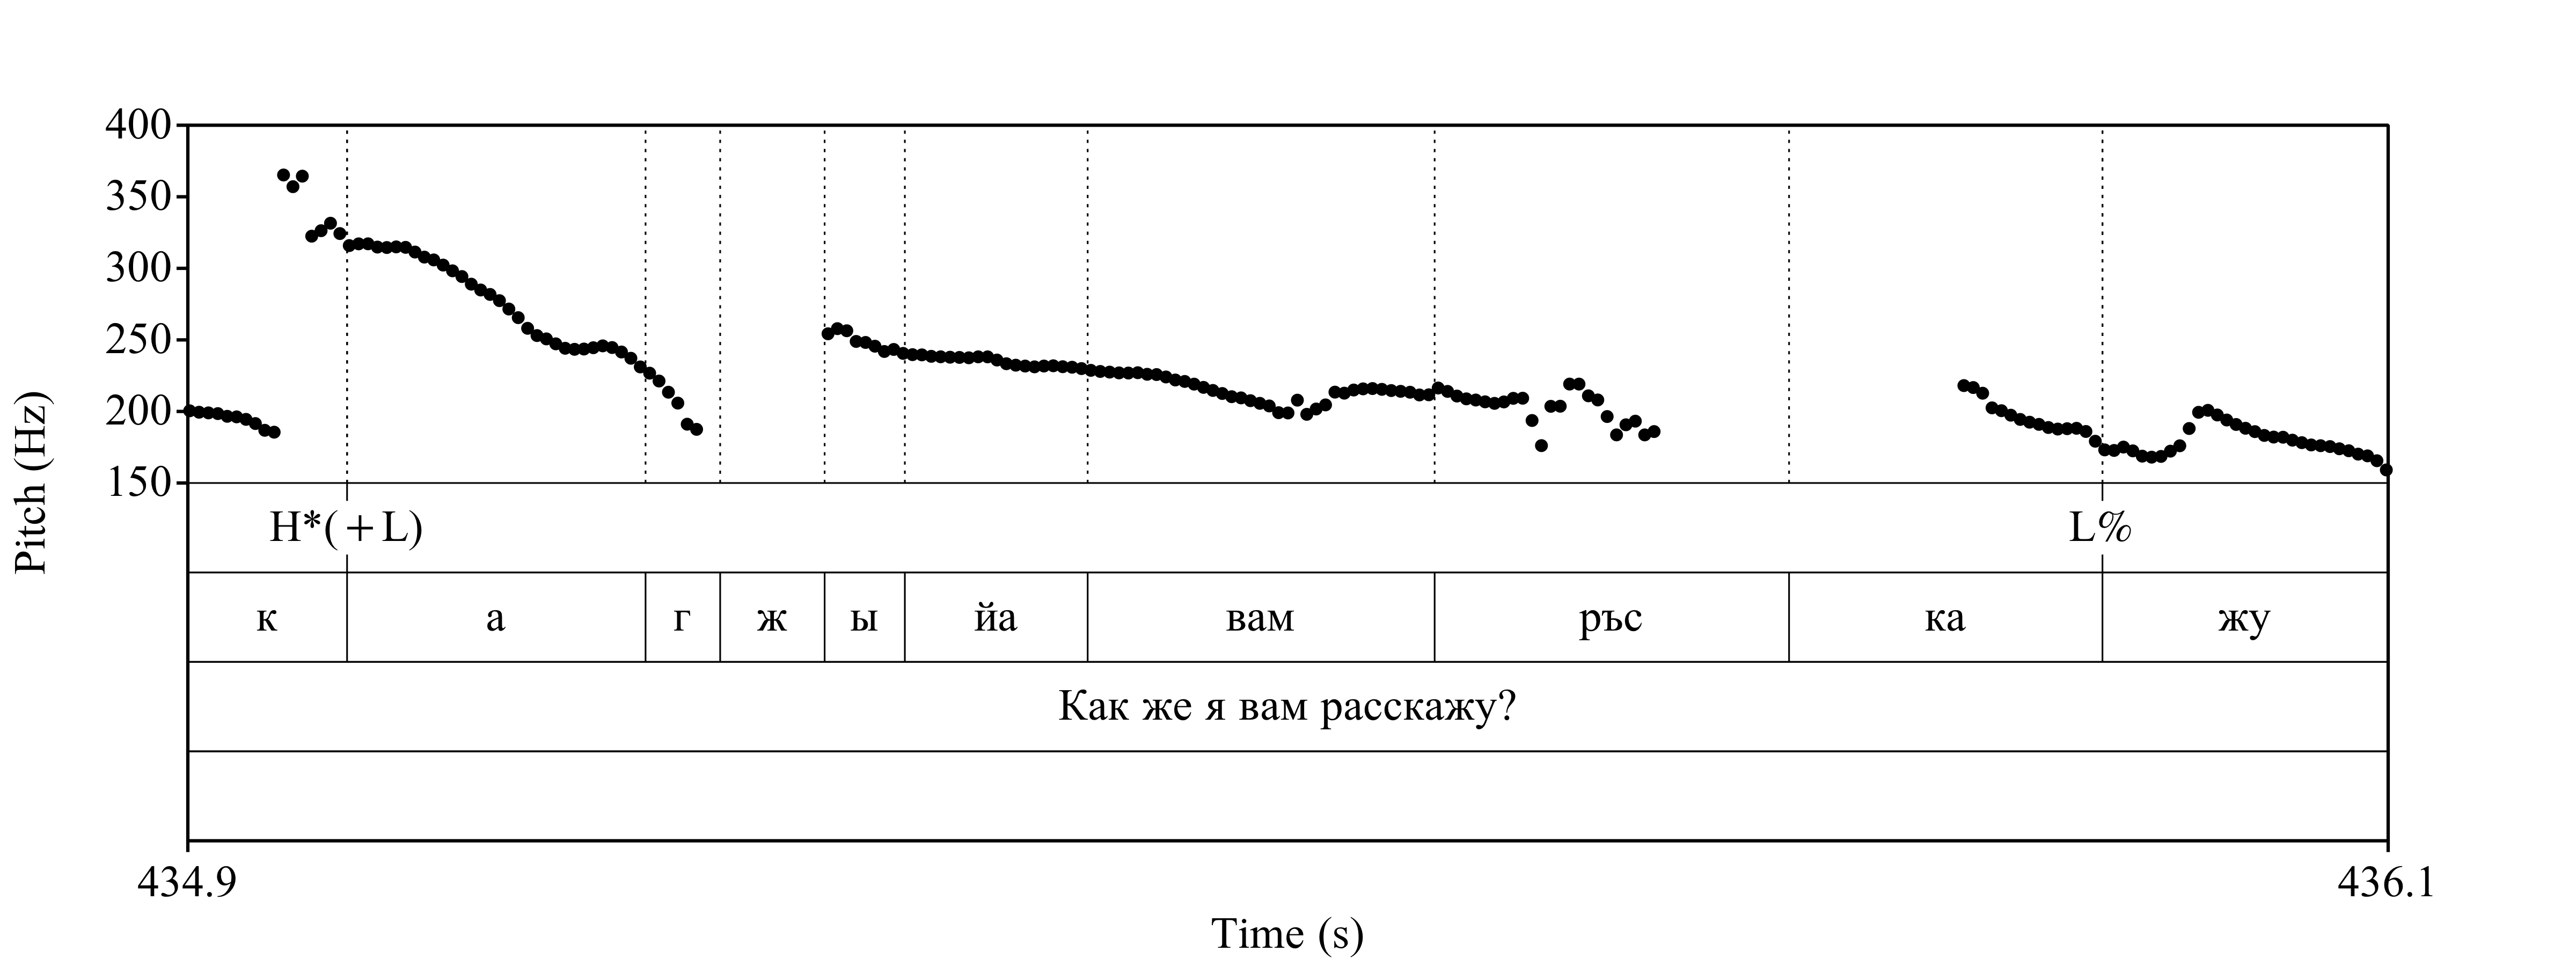 400
350
300
250
200
150
Pitch (Hz)
H*(+L) L%
к а г ж ы йа вам ръс ка жу
Как же я вам расскажу?
434.9 436.1
Time (s)